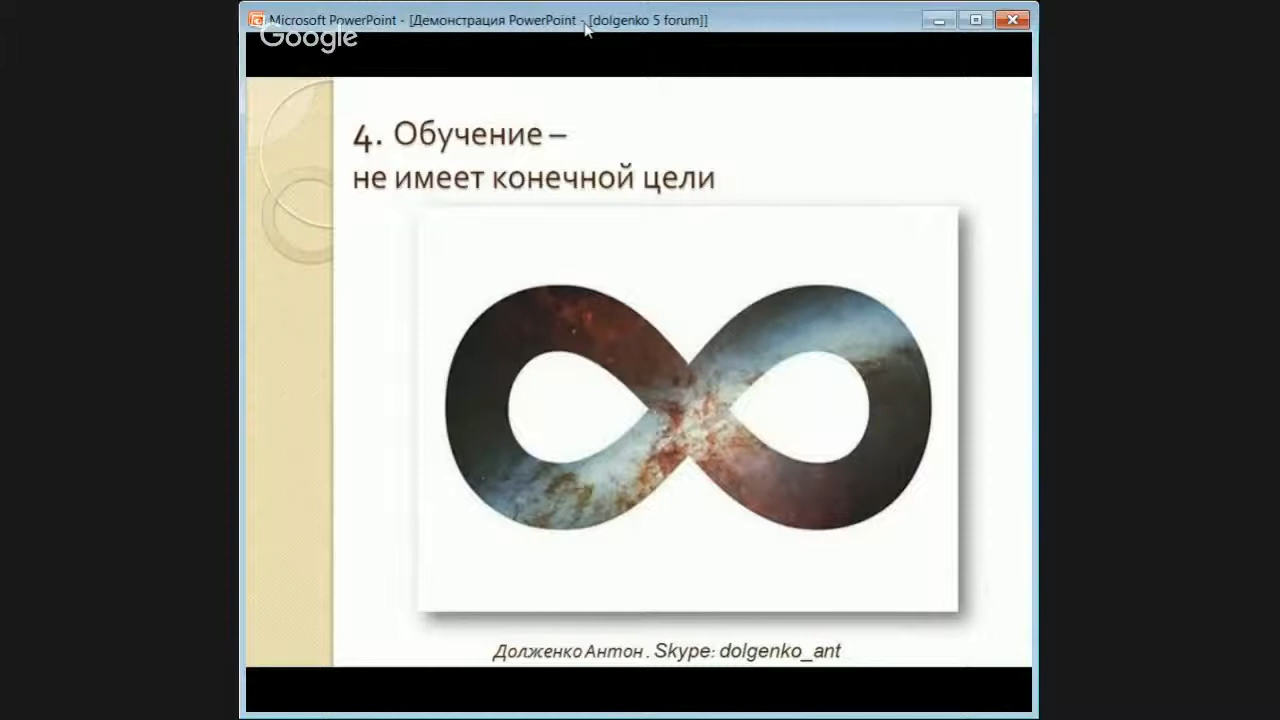 Microsoft PowerPoint - [Демонстрация PowerPoint - [dolgenko 5 forum]]
Google
4. Обучение –
не имеет конечной цели
Долженко Антон . Skype: dolgenko_ant